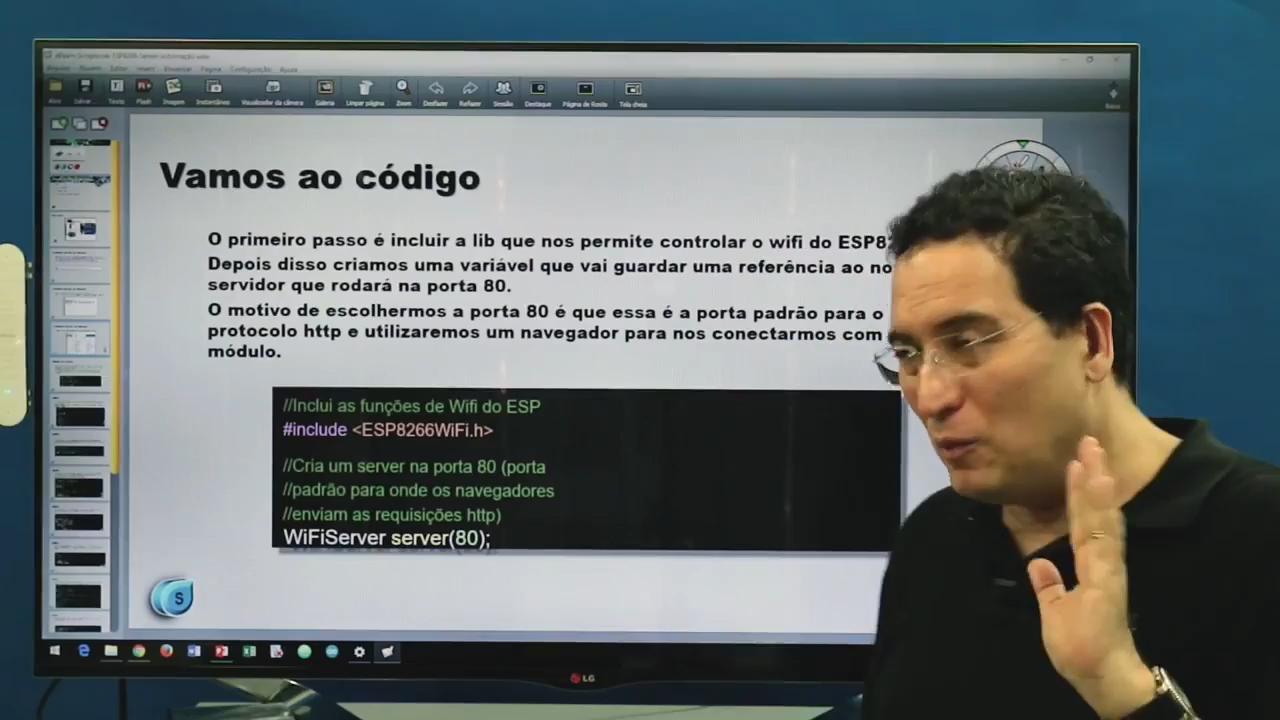 Vamos ao código
O primeiro passo é incluir a lib que nos permite controlar o wifi do ESP82
Depois disso criamos uma variável que vai guardar uma referência ao no
servidor que rodará na porta 80.
O motivo de escolhermos a porta 80 é que essa é a porta padrão para o
protocolo http e utilizaremos um navegador para nos conectarmos com
módulo.
//Inclui as funções de Wifi do ESP
#include <ESP8266WiFi.h>
//Cria um server na porta 80 (porta
//padrão para onde os navegadores
//enviam as requisições http)
WiFiServer server(80);
S
LG